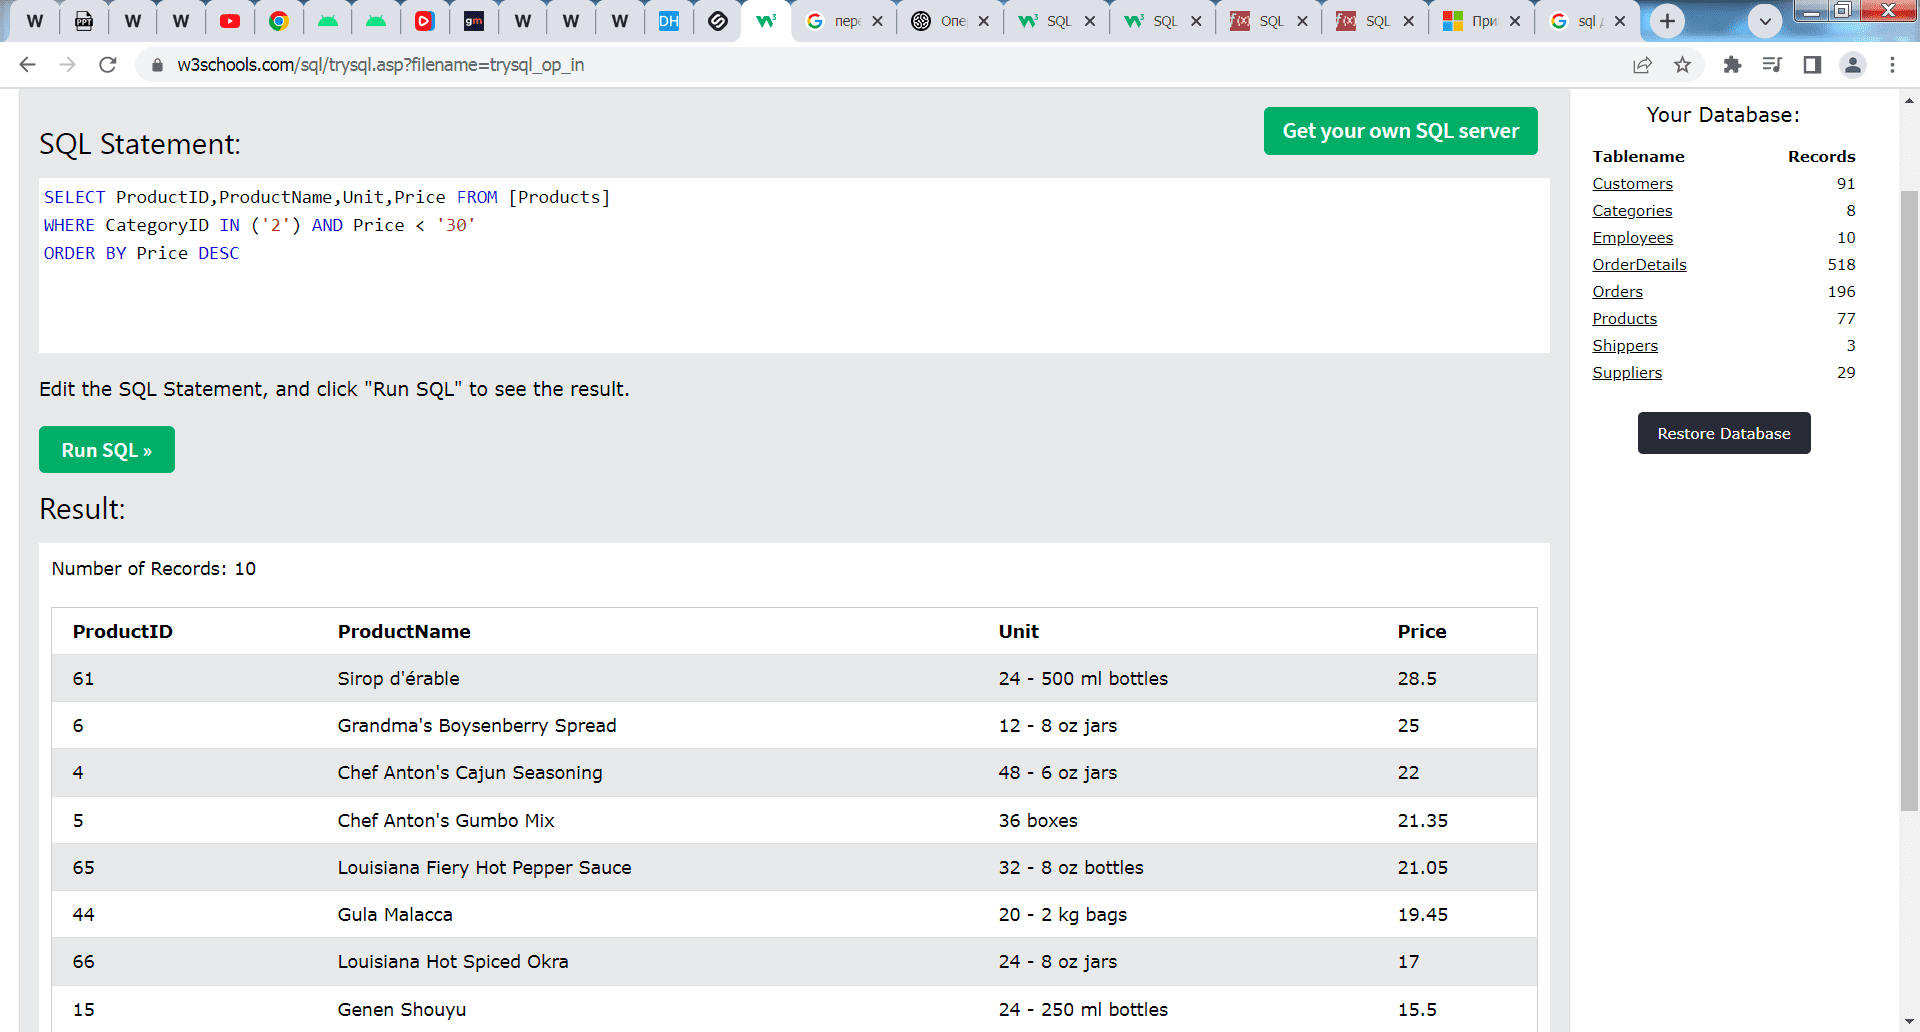 W
PPT
W
W
gm
W
W
W
DH
пере
Опе
SQL
SQL
SQL
SQL
При
sql
w3schools.com/sql/trysql.asp?filename=trysql_op_in
SQL Statement:
Get your own SQL server
SELECT ProductID,ProductName,Unit,Price FROM [Products]
WHERE CategoryID IN ('2') AND Price < '30'
ORDER BY Price DESC
Edit the SQL Statement, and click "Run SQL" to see the result.
Run SQL »
Result:
Number of Records: 10
ProductID ProductName Unit Price
61 Sirop d'érable 24 - 500 ml bottles 28.5
6 Grandma's Boysenberry Spread 12 - 8 oz jars 25
4 Chef Anton's Cajun Seasoning 48 - 6 oz jars 22
5 Chef Anton's Gumbo Mix 36 boxes 21.35
65 Louisiana Fiery Hot Pepper Sauce 32 - 8 oz bottles 21.05
44 Gula Malacca 20 - 2 kg bags 19.45
66 Louisiana Hot Spiced Okra 24 - 8 oz jars 17
15 Genen Shouyu 24 - 250 ml bottles 15.5
Your Database:
Tablename Records
Customers 91
Categories 8
Employees 10
OrderDetails 518
Orders 196
Products 77
Shippers 3
Suppliers 29
Restore Database